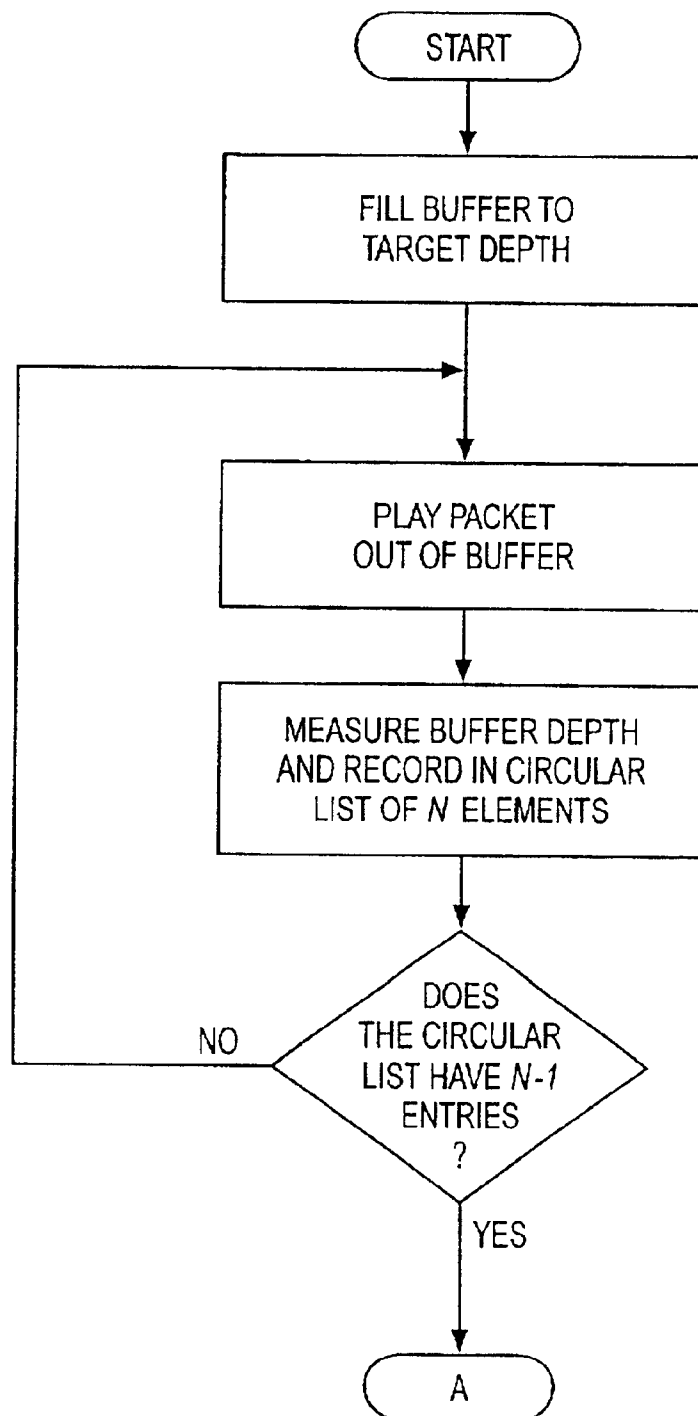 START
FILL BUFFER TO
TARGET DEPTH
PLAY PACKET
OUT OF BUFFER
MEASURE BUFFER DEPTH
AND RECORD IN CIRCULAR
LIST OF N ELEMENTS
DOES
THE CIRCULAR
LIST HAVE N-1
ENTRIES
?
NO
YES
A